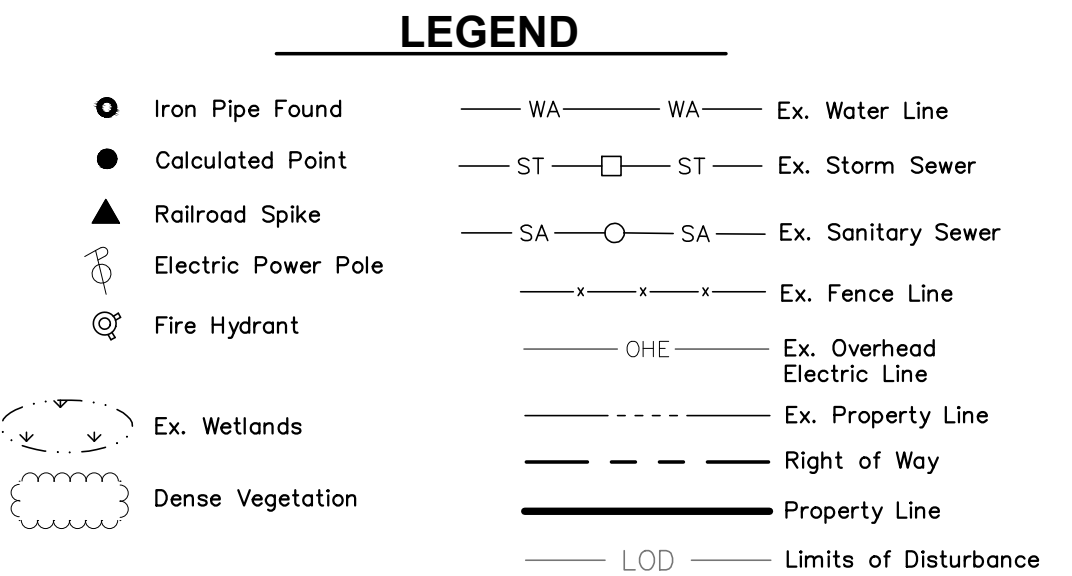 LEGEND
Iron Pipe Found
Calculated Point
Railroad Spike
Electric Power Pole
Fire Hydrant
Ex. Wetlands
Dense Vegetation
WA WA Ex. Water Line
ST ST Ex. Storm Sewer
SA SA Ex. Sanitary Sewer
x x x Ex. Fence Line
OHE Ex. Overhead
Electric Line
Ex. Property Line
Right of Way
Property Line
LOD Limits of Disturbance